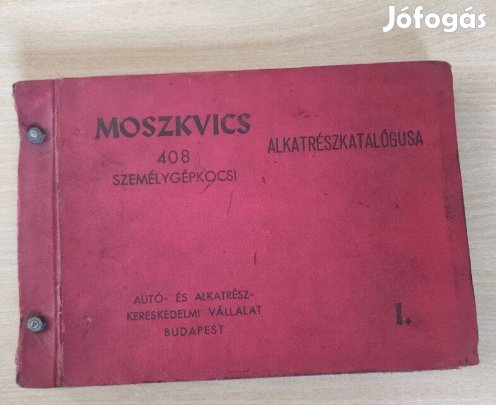 Jófogás
MOSZKVICS
408
SZEMÉLYGÉPKOCSI
ALKATRÉSZKATALÓGUSA
AUTÓ- ÉS ALKATRÉSZ-
KERESKEDELMI VÁLLALAT
BUDAPEST
I.